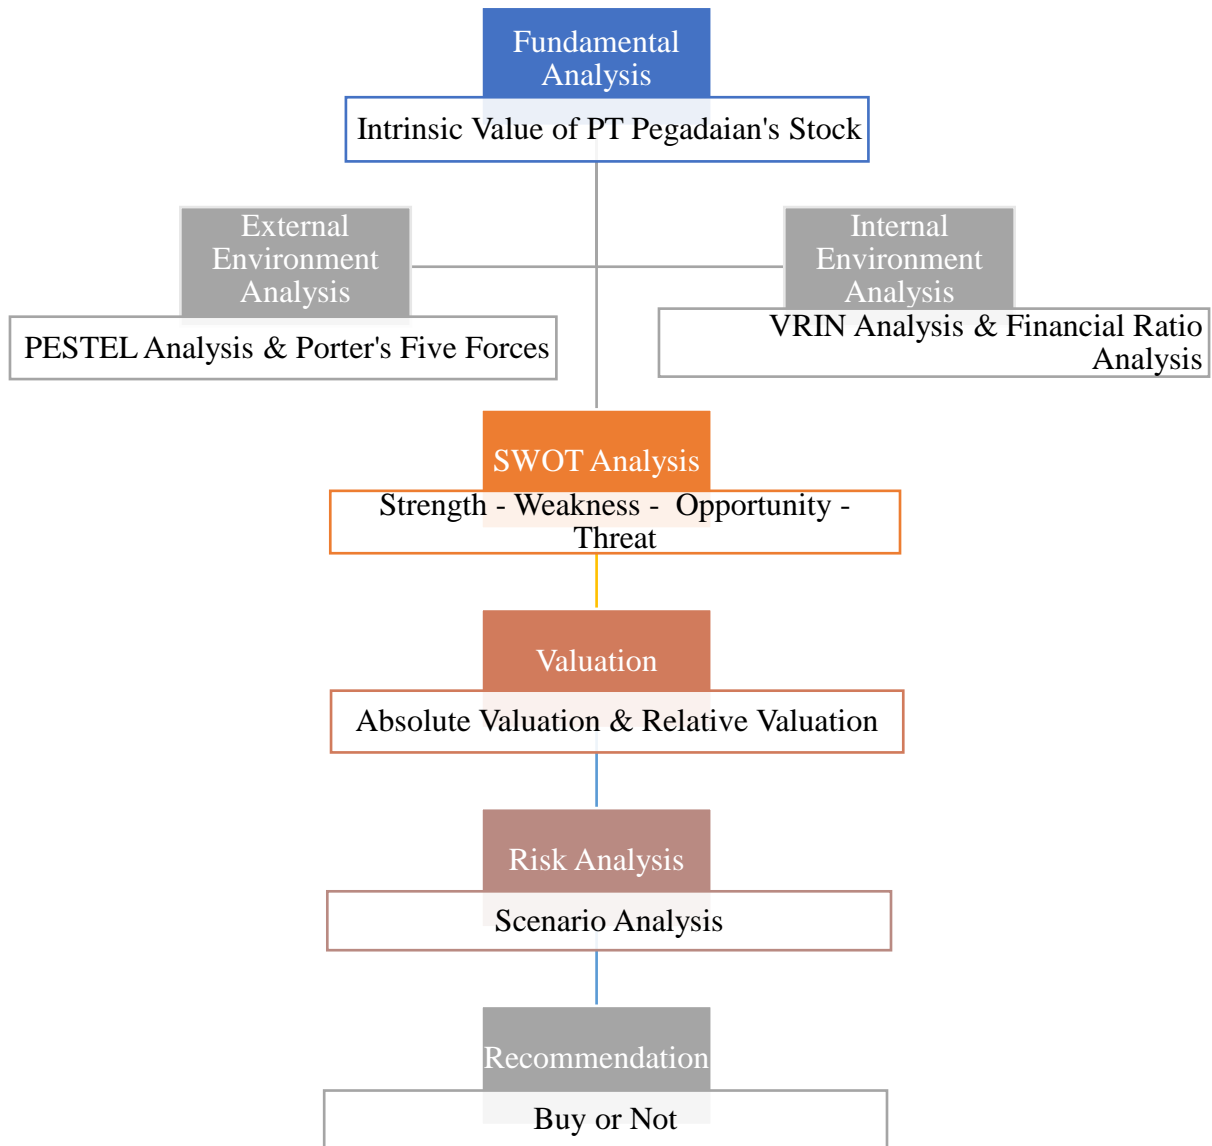 Fundamental
Analysis
Intrinsic Value of PT Pegadaian's Stock
External
Environment
Analysis
PESTEL Analysis & Porter's Five Forces
Internal
Environment
Analysis
VRIN Analysis & Financial Ratio
Analysis
SWOT Analysis
Strength - Weakness - Opportunity -
Threat
Valuation
Absolute Valuation & Relative Valuation
Risk Analysis
Scenario Analysis
Recommendation
Buy or Not